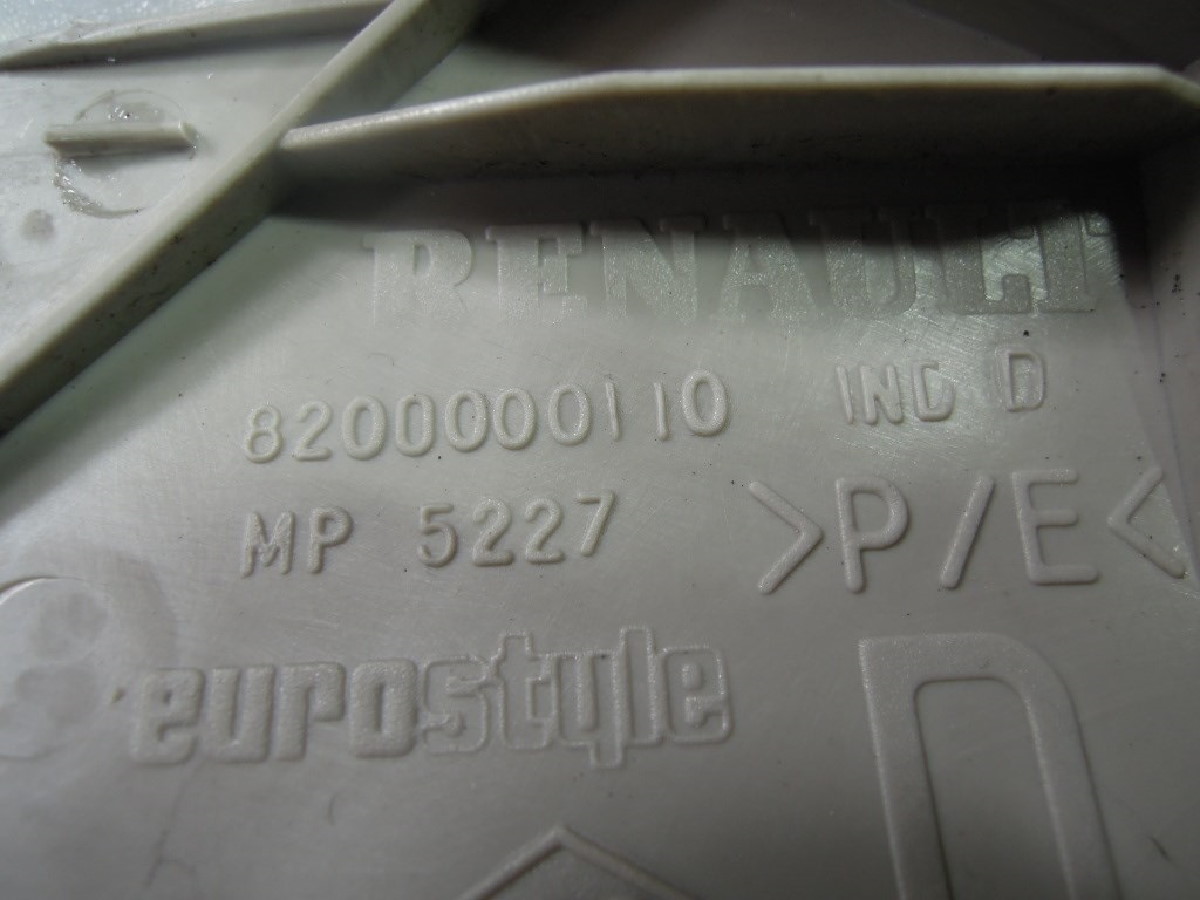 RENAULT
8200000110 IND D
MP 5227 >P/E<
eurostyle
D